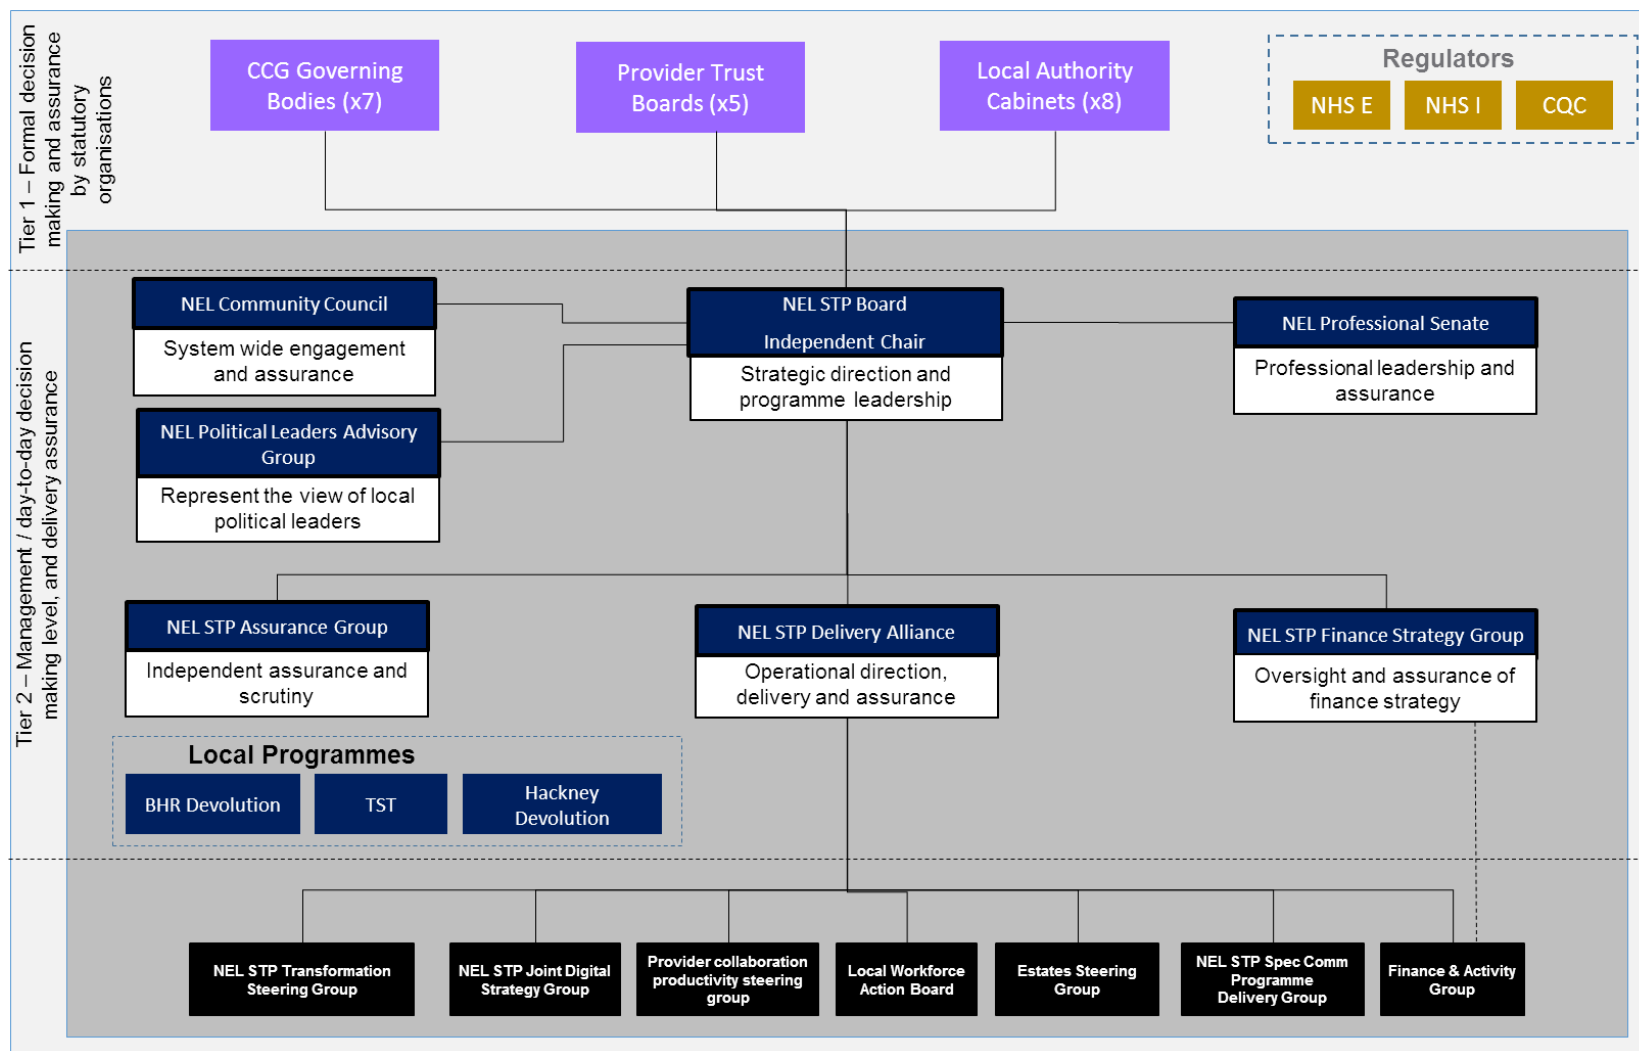 Tier 1 – Formal decision
making and assurance
by statutory
organisations
CCG Governing
Bodies (x7)
Provider Trust
Boards (x5)
Local Authority
Cabinets (x8)
Regulators
NHS E
NHS I
CQC
Tier 2 – Management / day-to-day decision
making level, and delivery assurance
NEL Community Council
System wide engagement
and assurance
NEL Political Leaders Advisory
Group
Represent the view of local
political leaders
NEL STP Board
Independent Chair
Strategic direction and
programme leadership
NEL Professional Senate
Professional leadership and
assurance
NEL STP Assurance Group
Independent assurance and
scrutiny
NEL STP Delivery Alliance
Operational direction,
delivery and assurance
NEL STP Finance Strategy Group
Oversight and assurance of
finance strategy
Local Programmes
BHR Devolution
TST
Hackney
Devolution
NEL STP Transformation
Steering Group
NEL STP Joint Digital
Strategy Group
Provider collaboration
productivity steering
group
Local Workforce
Action Board
Estates Steering
Group
NEL STP Spec Comm
Programme
Delivery Group
Finance & Activity
Group